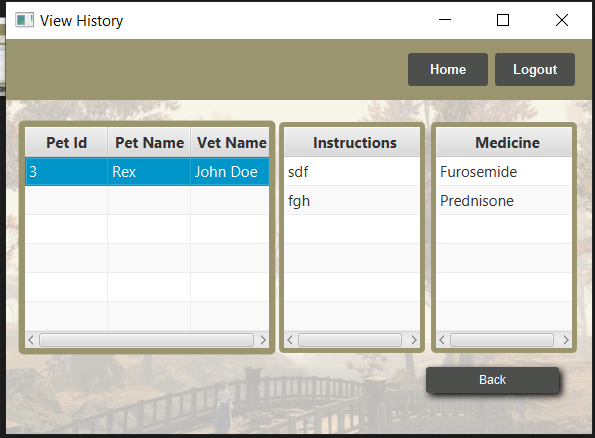 View History
Home Logout
Pet Id Pet Name Vet Name Instructions Medicine
3 Rex John Doe sdf Furosemide
fgh Prednisone
Back